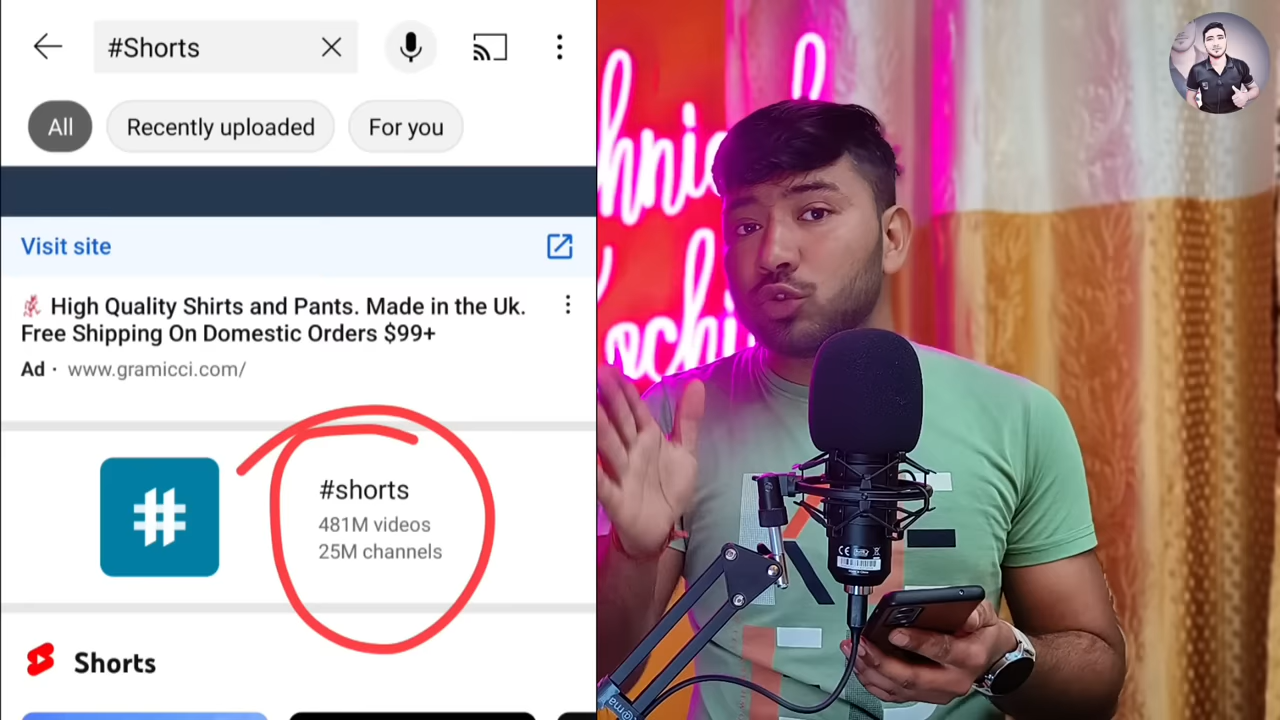 #Shorts
All
Recently uploaded
For you
Visit site
High Quality Shirts and Pants. Made in the Uk.
Free Shipping On Domestic Orders $99+
Ad · www.gramicci.com/
#shorts
481M videos
25M channels
Shorts
CE